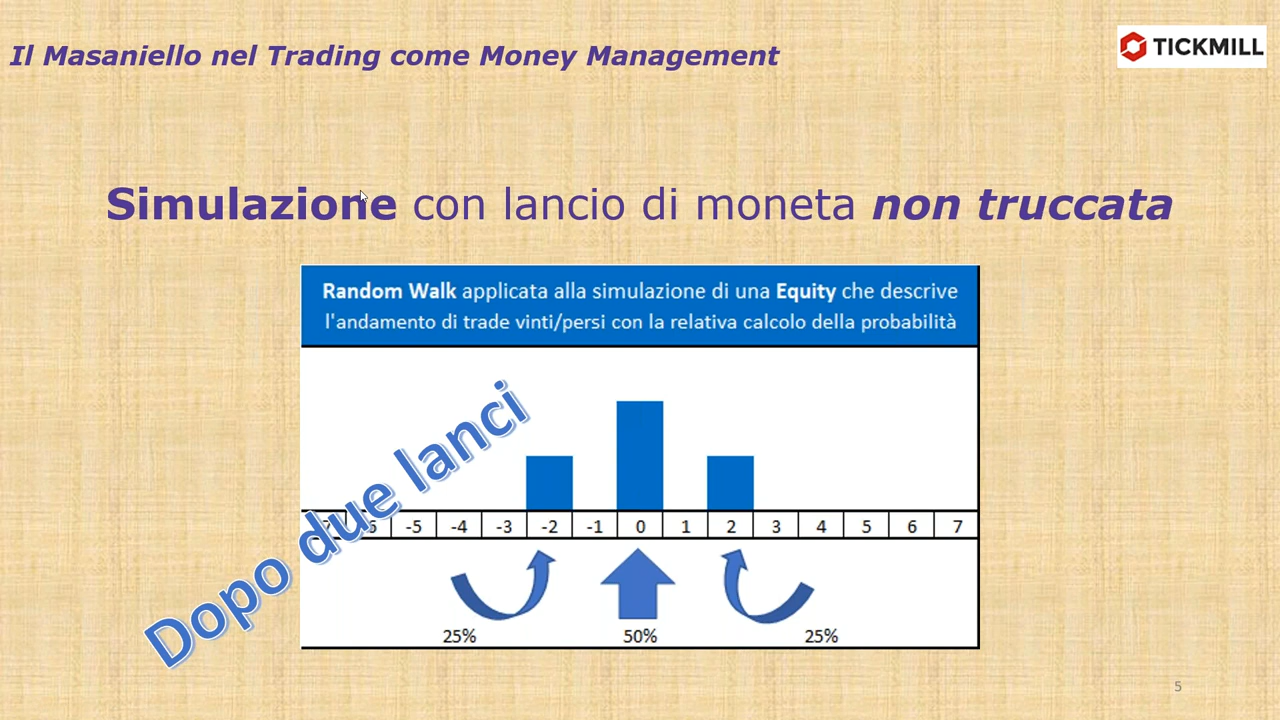 Il Masaniello nel Trading come Money Management
TICKMILL
Simulazione con lancio di moneta non truccata
Random Walk applicata alla simulazione di una Equity che descrive
l'andamento di trade vinti/persi con la relativa calcolo della probabilità
Dopo due lanci
-5 -4 -3 -2 -1 0 1 2 3 4 5 6 7
25% 50% 25%
5